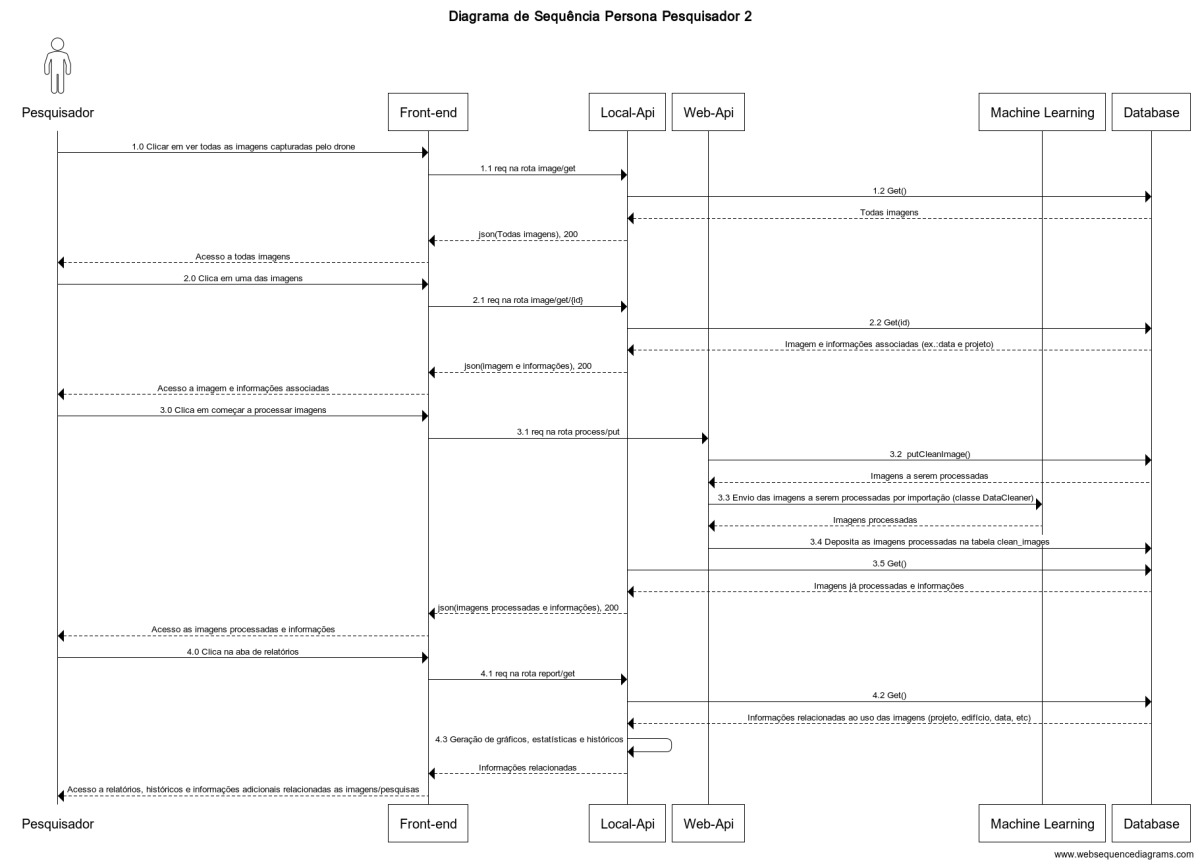 Diagrama de Sequência Persona Pesquisador 2
Pesquisador
Front-end
Local-Api
Web-Api
Machine Learning
Database
1.0 Clicar em ver todas as imagens capturadas pelo drone
1.1 req na rota image/get
1.2 Get()
Todas imagens
json(Todas imagens), 200
Acesso a todas imagens
2.0 Clica em uma das imagens
2.1 req na rota image/get/{id}
2.2 Get(id)
Imagem e informações associadas (ex.:data e projeto)
json(imagem e informações), 200
Acesso a imagem e informações associadas
3.0 Clica em começar a processar imagens
3.1 req na rota process/put
3.2 putCleanImage()
Imagens a serem processadas
3.3 Envio das imagens a serem processadas por importação (classe DataCleaner)
Imagens processadas
3.4 Deposita as imagens processadas na tabela clean_images
3.5 Get()
Imagens já processadas e informações
json(imagens processadas e informações), 200
Acesso as imagens processadas e informações
4.0 Clica na aba de relatórios
4.1 req na rota report/get
4.2 Get()
Informações relacionadas ao uso das imagens (projeto, edifício, data, etc)
4.3 Geração de gráficos, estatísticas e históricos
Informações relacionadas
Acesso a relatórios, históricos e informações adicionais relacionadas as imagens/pesquisas
Pesquisador
Front-end
Local-Api
Web-Api
Machine Learning
Database
www.websequencediagrams.com